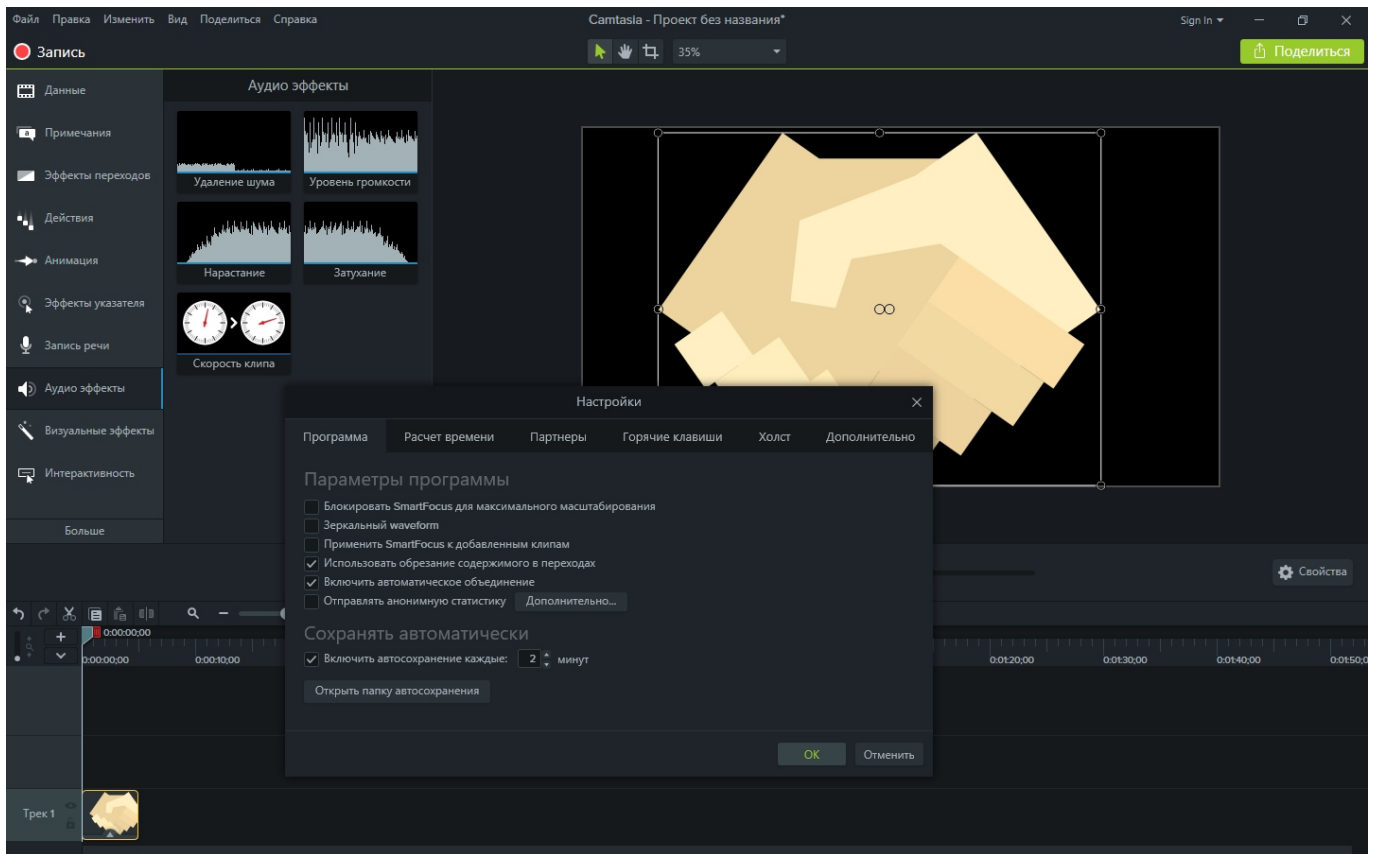 Файл Правка Изменить Вид Поделиться Справка
Camtasia - Проект без названия*
Sign In
Запись
35%
Поделиться
Данные
Примечания
Эффекты переходов
Действия
Анимация
Эффекты указателя
Запись речи
Аудио эффекты
Визуальные эффекты
Интерактивность
Больше
Аудио эффекты
Удаление шума
Уровень громкости
Нарастание
Затухание
Скорость клипа
Настройки
Программа Расчет времени Партнеры Горячие клавиши Холст Дополнительно
Параметры программы
Блокировать SmartFocus для максимального масштабирования
Зеркальный waveform
Применить SmartFocus к добавленным клипам
Использовать обрезание содержимого в переходах
Включить автоматическое объединение
Отправлять анонимную статистику Дополнительно...
Сохранять автоматически
Включить автосохранение каждые: 2 минут
Открыть папку автосохранения
OK Отменить
Свойства
0:00:00;00
0:00:00;00 0:00:10;00 0:01:20;00 0:01:30;00 0:01:40;00 0:01:50;0
Трек 1